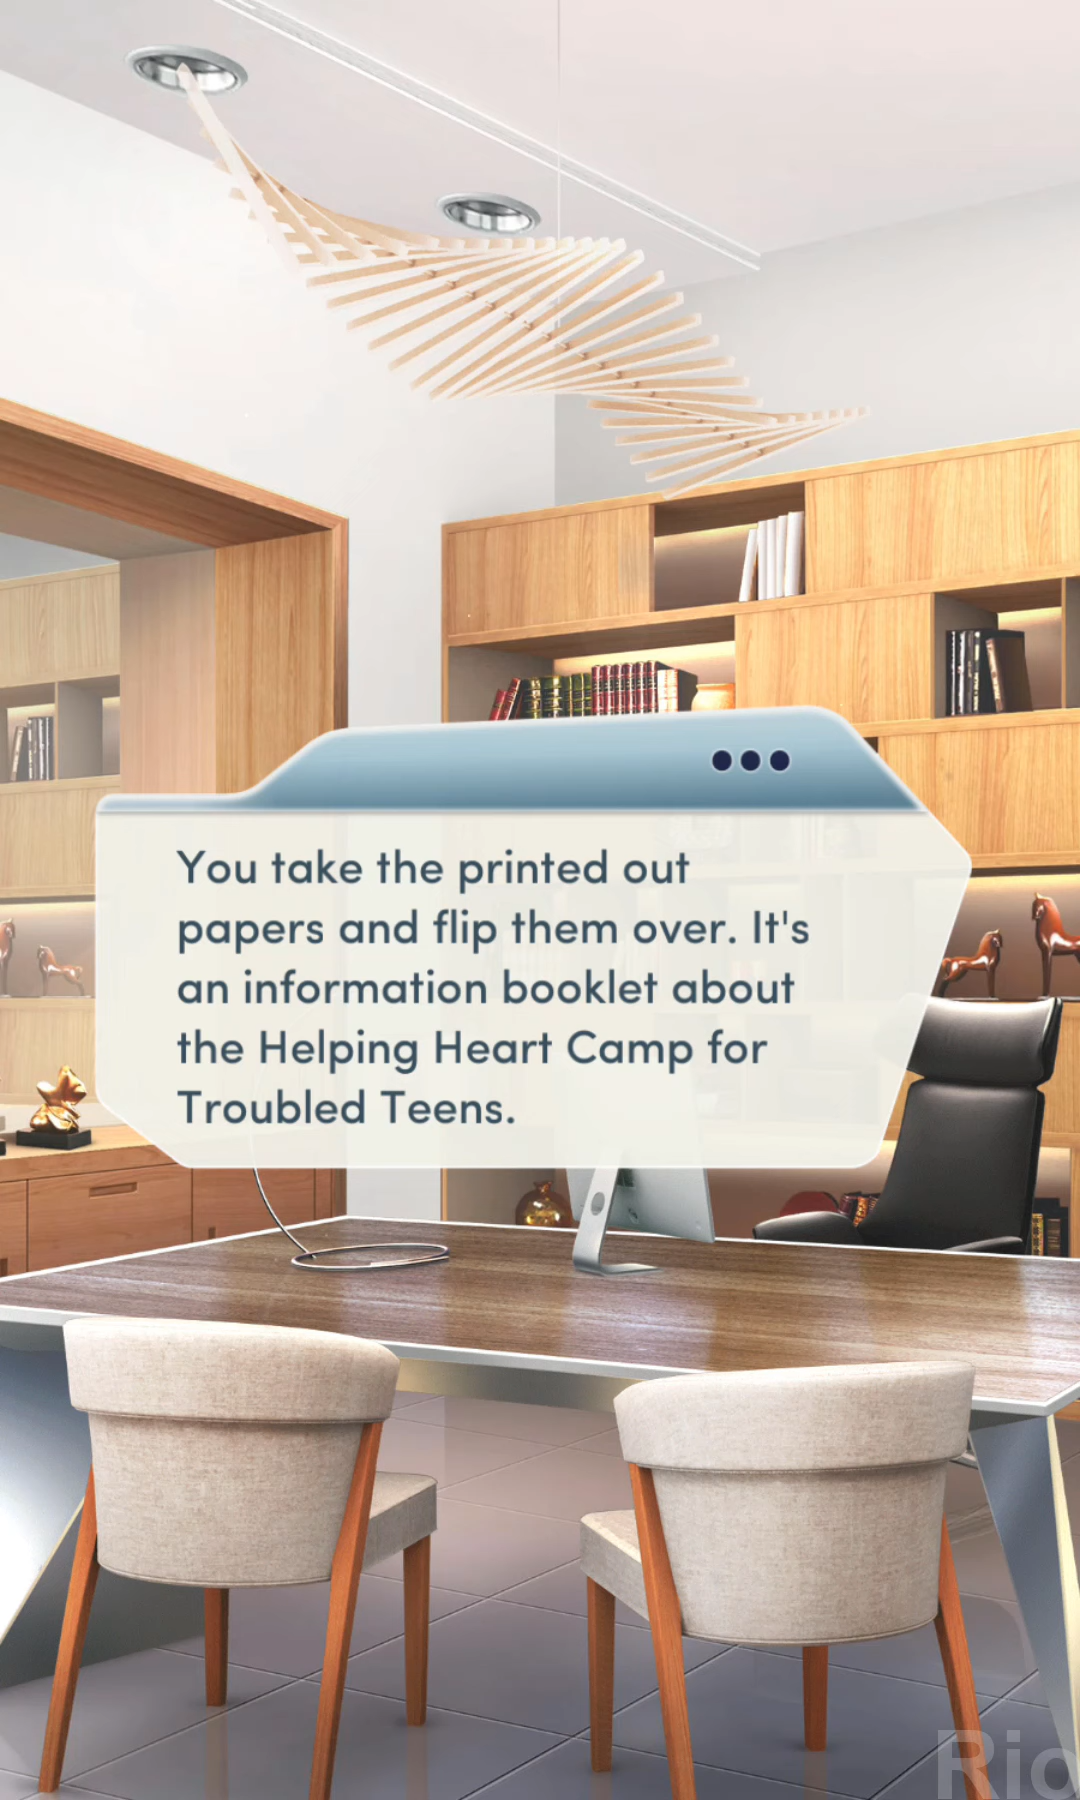 You take the printed out
papers and flip them over. It's
an information booklet about
the Helping Heart Camp for
Troubled Teens.
Rio